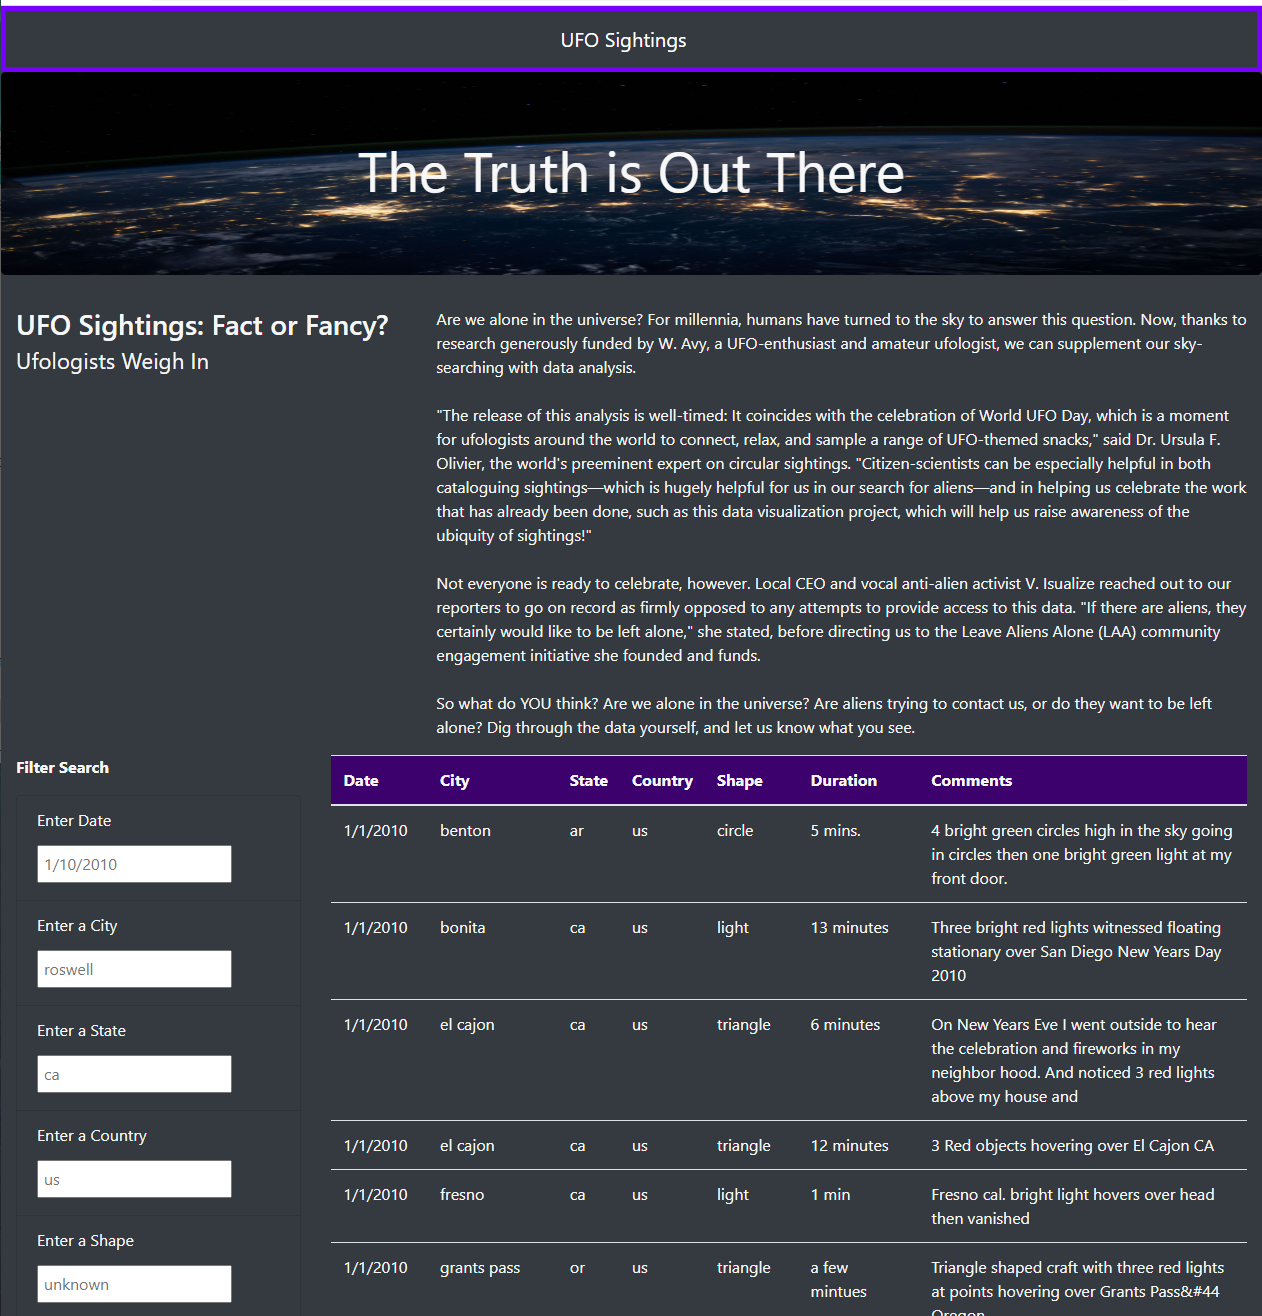 UFO Sightings
The Truth is Out There
UFO Sightings: Fact or Fancy?
Ufologists Weigh In
Are we alone in the universe? For millennia, humans have turned to the sky to answer this question. Now, thanks to
research generously funded by W. Avy, a UFO-enthusiast and amateur ufologist, we can supplement our sky-
searching with data analysis.
"The release of this analysis is well-timed: It coincides with the celebration of World UFO Day, which is a moment
for ufologists around the world to connect, relax, and sample a range of UFO-themed snacks," said Dr. Ursula F.
Olivier, the world's preeminent expert on circular sightings. "Citizen-scientists can be especially helpful in both
cataloguing sightings—which is hugely helpful for us in our search for aliens—and in helping us celebrate the work
that has already been done, such as this data visualization project, which will help us raise awareness of the
ubiquity of sightings!"
Not everyone is ready to celebrate, however. Local CEO and vocal anti-alien activist V. Isualize reached out to our
reporters to go on record as firmly opposed to any attempts to provide access to this data. "If there are aliens, they
certainly would like to be left alone," she stated, before directing us to the Leave Aliens Alone (LAA) community
engagement initiative she founded and funds.
So what do YOU think? Are we alone in the universe? Are aliens trying to contact us, or do they want to be left
alone? Dig through the data yourself, and let us know what you see.
Filter Search
Enter Date
1/10/2010
Enter a City
roswell
Enter a State
ca
Enter a Country
us
Enter a Shape
unknown
Date City State Country Shape Duration Comments
1/1/2010 benton ar us circle 5 mins. 4 bright green circles high in the sky going
in circles then one bright green light at my
front door.
1/1/2010 bonita ca us light 13 minutes Three bright red lights witnessed floating
stationary over San Diego New Years Day
2010
1/1/2010 el cajon ca us triangle 6 minutes On New Years Eve I went outside to hear
the celebration and fireworks in my
neighbor hood. And noticed 3 red lights
above my house and
1/1/2010 el cajon ca us triangle 12 minutes 3 Red objects hovering over El Cajon CA
1/1/2010 fresno ca us light 1 min Fresno cal. bright light hovers over head
then vanished
1/1/2010 grants pass or us triangle a few Triangle shaped craft with three red lights
mintues at points hovering over Grants Pass&#44
Oregon